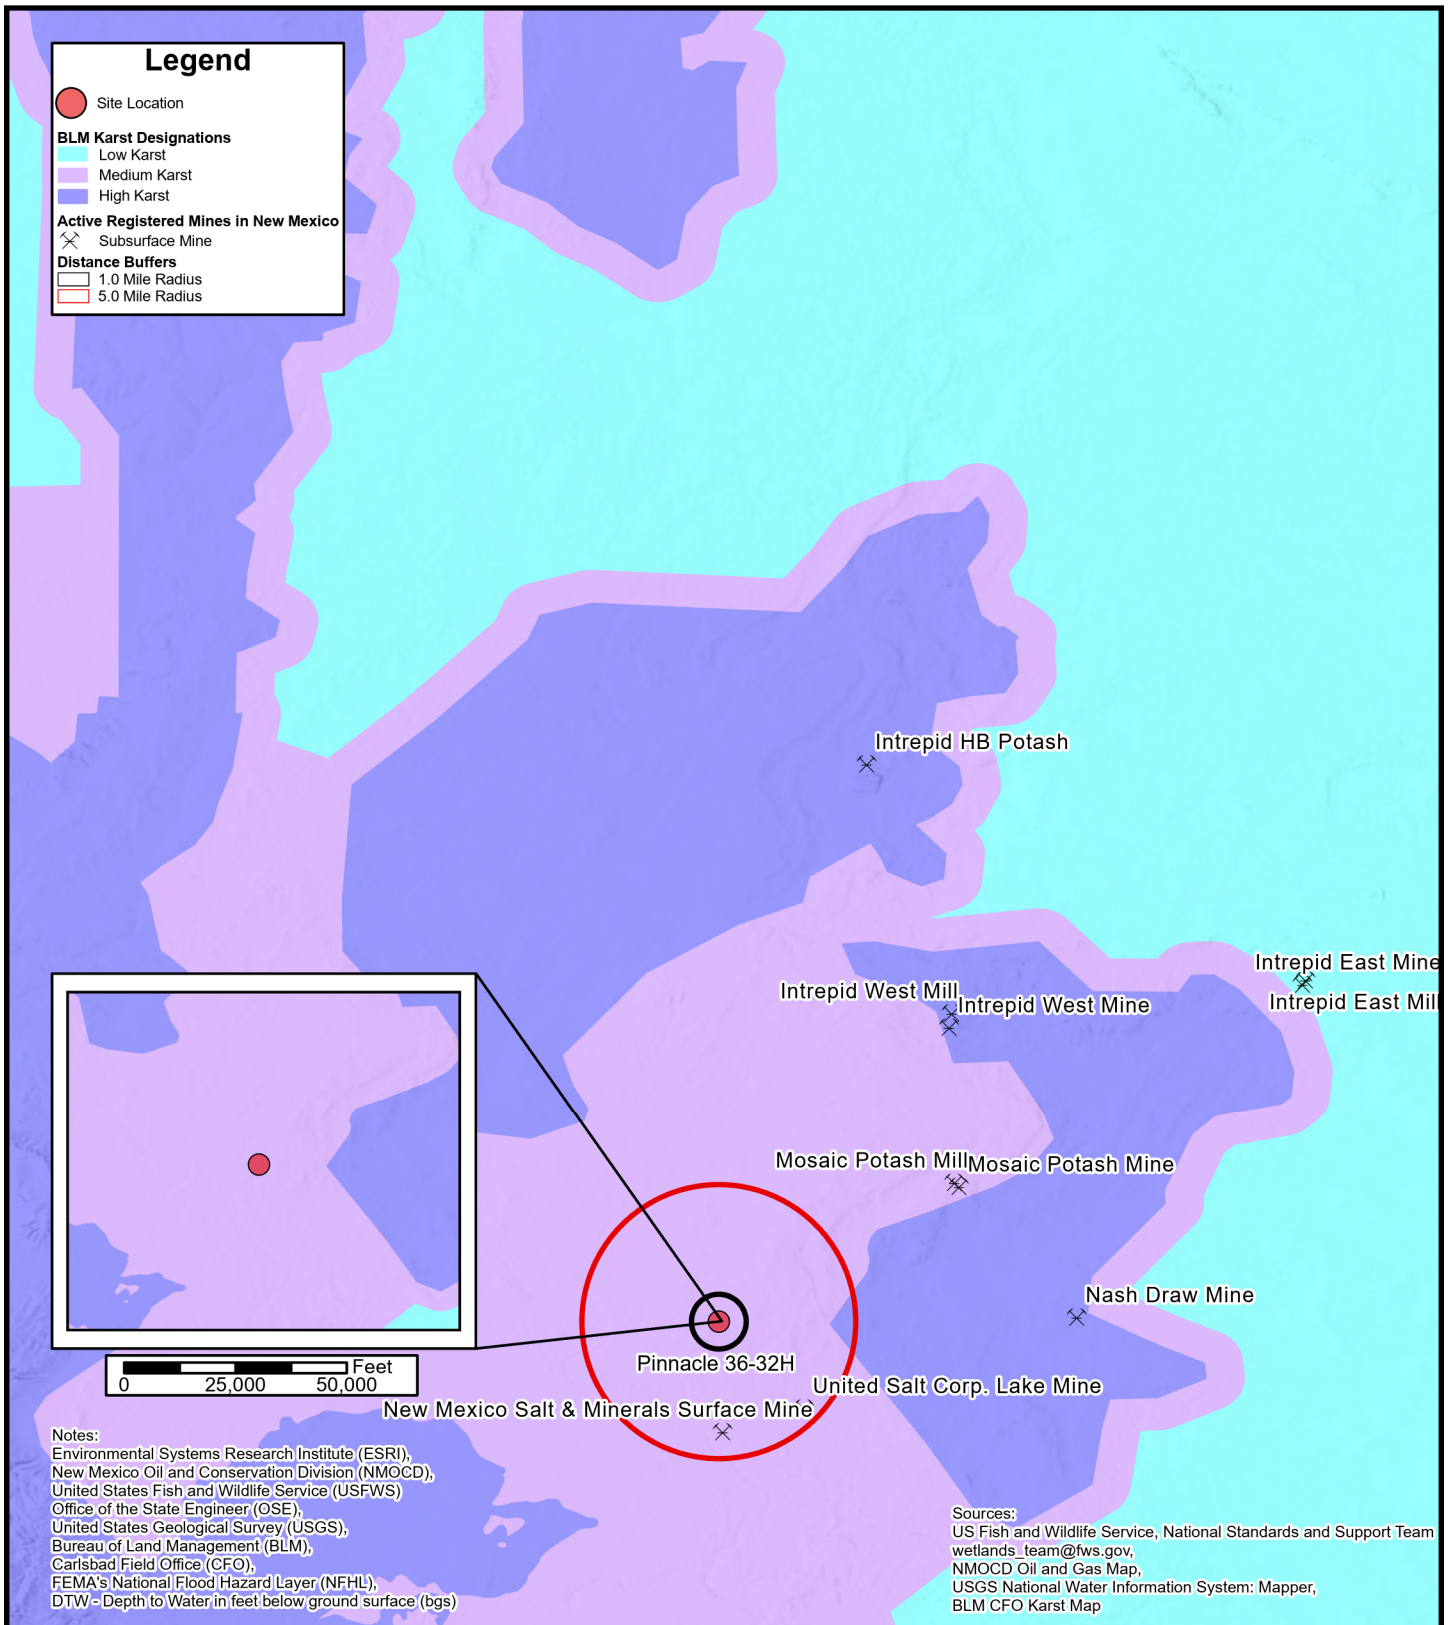 Legend
Site Location
BLM Karst Designations
Low Karst
Medium Karst
High Karst
Active Registered Mines in New Mexico
Subsurface Mine
Distance Buffers
1.0 Mile Radius
5.0 Mile Radius
Intrepid HB Potash
Intrepid East Mine
Intrepid West Mill
Intrepid West Mine
Intrepid East Mill
Mosaic Potash Mill
Mosaic Potash Mine
Nash Draw Mine
Pinnacle 36-32H
United Salt Corp. Lake Mine
New Mexico Salt & Minerals Surface Mine
Feet
0 25,000 50,000
Notes:
Environmental Systems Research Institute (ESRI),
New Mexico Oil and Conservation Division (NMOCD),
United States Fish and Wildlife Service (USFWS)
Office of the State Engineer (OSE),
United States Geological Survey (USGS),
Bureau of Land Management (BLM),
Carlsbad Field Office (CFO),
FEMA's National Flood Hazard Layer (NFHL),
DTW - Depth to Water in feet below ground surface (bgs)
Sources:
US Fish and Wildlife Service, National Standards and Support Team
wetlands_team@fws.gov,
NMOCD Oil and Gas Map,
USGS National Water Information System: Mapper,
BLM CFO Karst Map